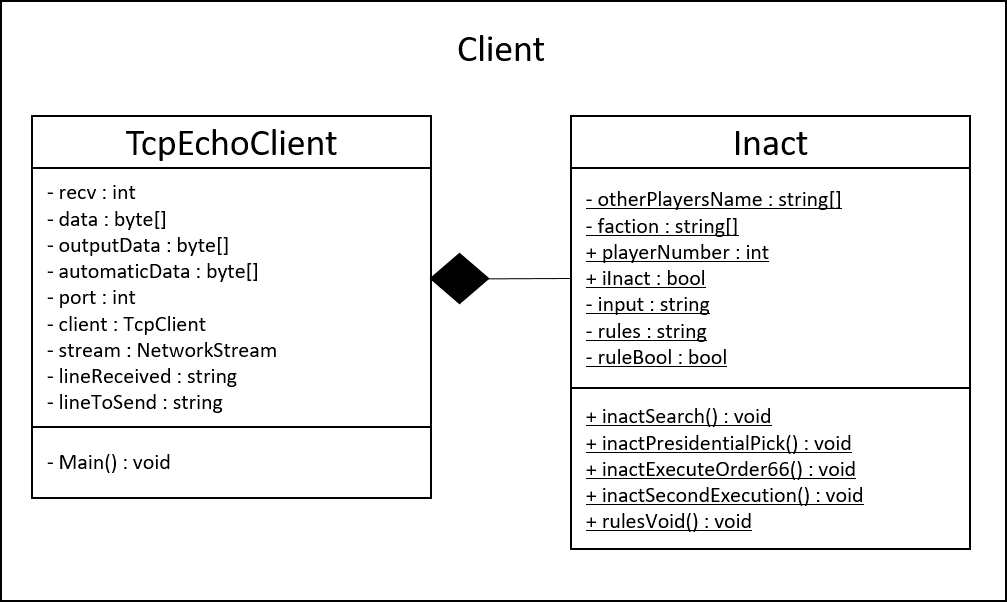 Client
TcpEchoClient
- recv : int
- data : byte[]
- outputData : byte[]
- automaticData : byte[]
- port : int
- client : TcpClient
- stream : NetworkStream
- lineReceived : string
- lineToSend : string
- Main() : void
Inact
- otherPlayersName : string[]
- faction : string[]
+ playerNumber : int
+ iInact : bool
- input : string
- rules : string
- ruleBool : bool
+ inactSearch() : void
+ inactPresidentialPick() : void
+ inactExecuteOrder66() : void
+ inactSecondExecution() : void
+ rulesVoid() : void